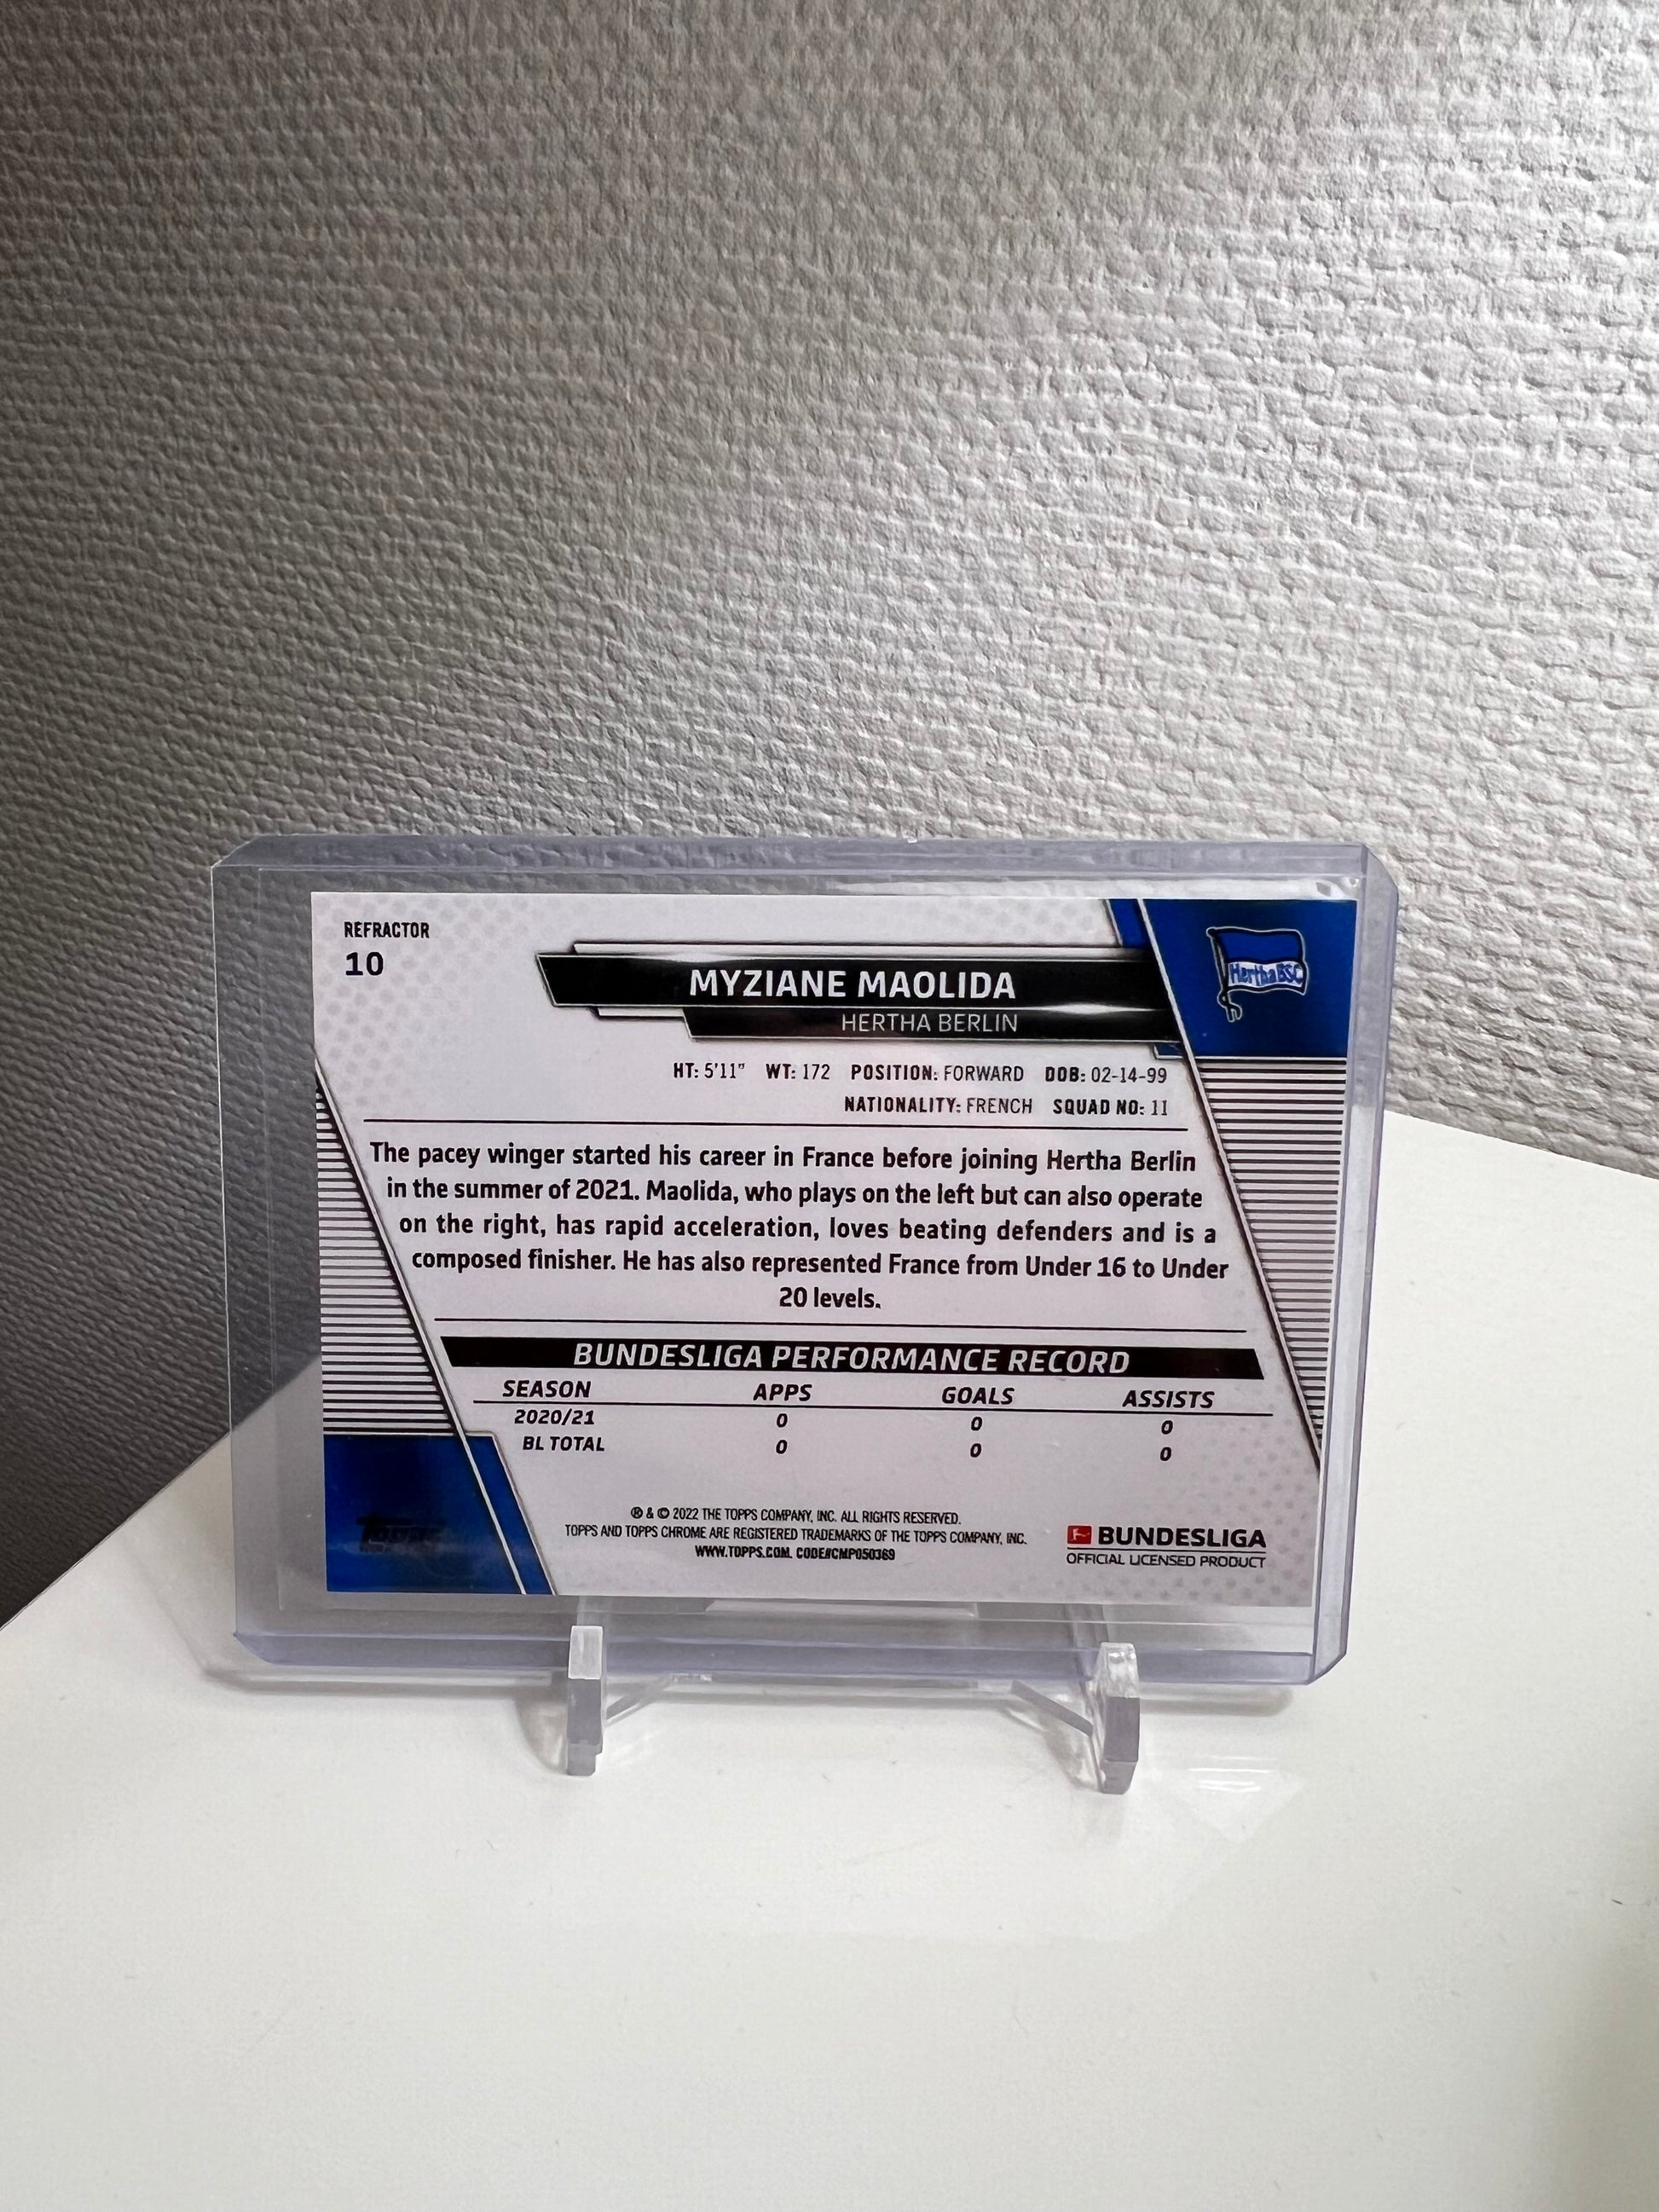 REFRACTOR
10
MYZIANE MAOLIDA
HERTHA BERLIN
Hertha BSC
HT: 5'11" WT: 172 POSITION: FORWARD DOB: 02-14-99
NATIONALITY: FRENCH SQUAD NO: 11
The pacey winger started his career in France before joining Hertha Berlin
in the summer of 2021. Maolida, who plays on the left but can also operate
on the right, has rapid acceleration, loves beating defenders and is a
composed finisher. He has also represented France from Under 16 to Under
20 levels.
BUNDESLIGA PERFORMANCE RECORD
SEASON APPS GOALS ASSISTS
2020/21 0 0 0
BL TOTAL 0 0 0
TOPPS
® & © 2022 THE TOPPS COMPANY, INC. ALL RIGHTS RESERVED.
TOPPS AND TOPPS CHROME ARE REGISTERED TRADEMARKS OF THE TOPPS COMPANY, INC.
WWW.TOPPS.COM. CODE#CMP050369
BUNDESLIGA
OFFICIAL LICENSED PRODUCT